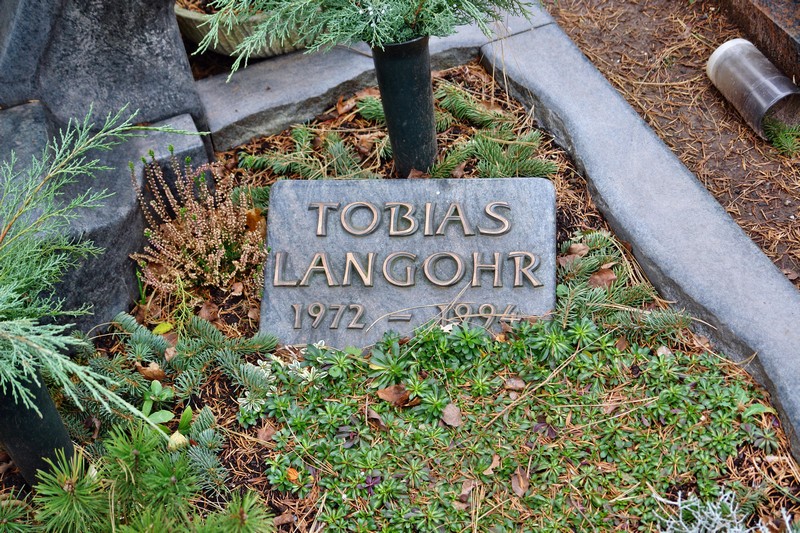 TOBIAS
LANGOHR
1972 – 1994